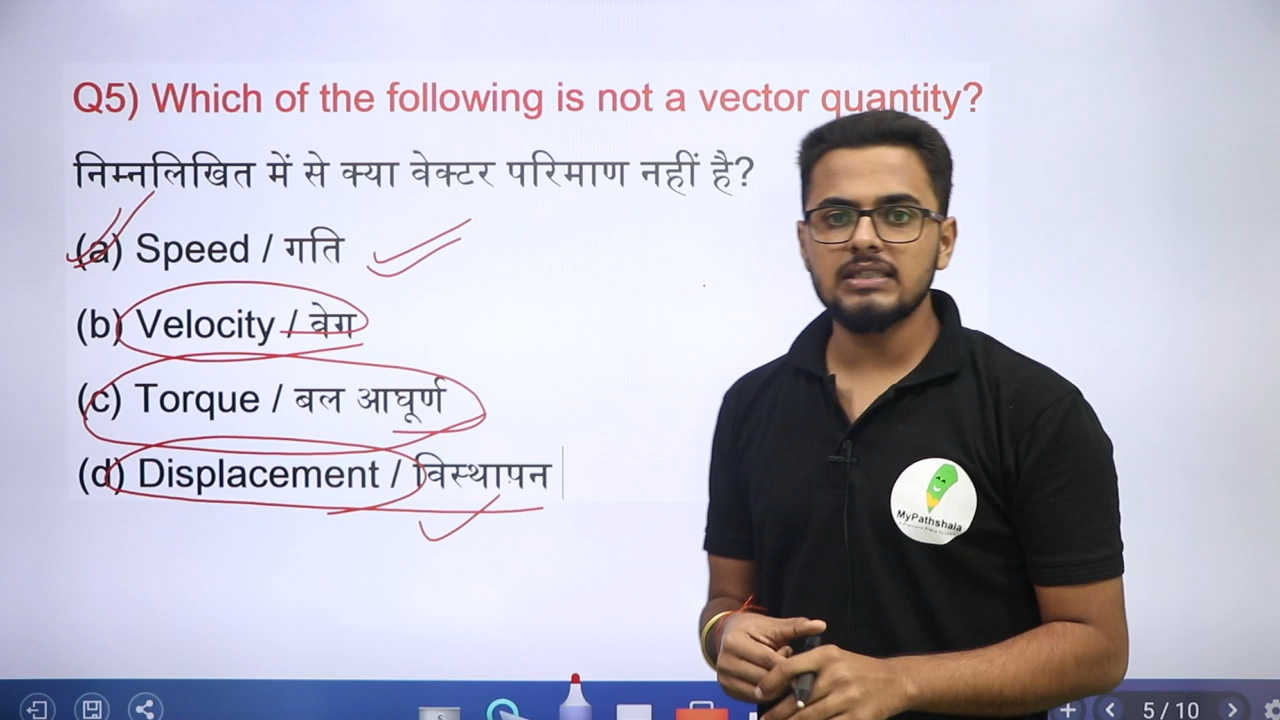 Q5) Which of the following is not a vector quantity?
निम्नलिखित में से क्या वेक्टर परिमाण नहीं है?
(a) Speed / गति
(b) Velocity / वेग
(c) Torque / बल आघूर्ण
(d) Displacement / विस्थापन
MyPathshala
5 / 10